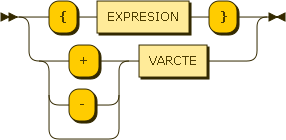 { EXPRESION }
+ VARCTE
-